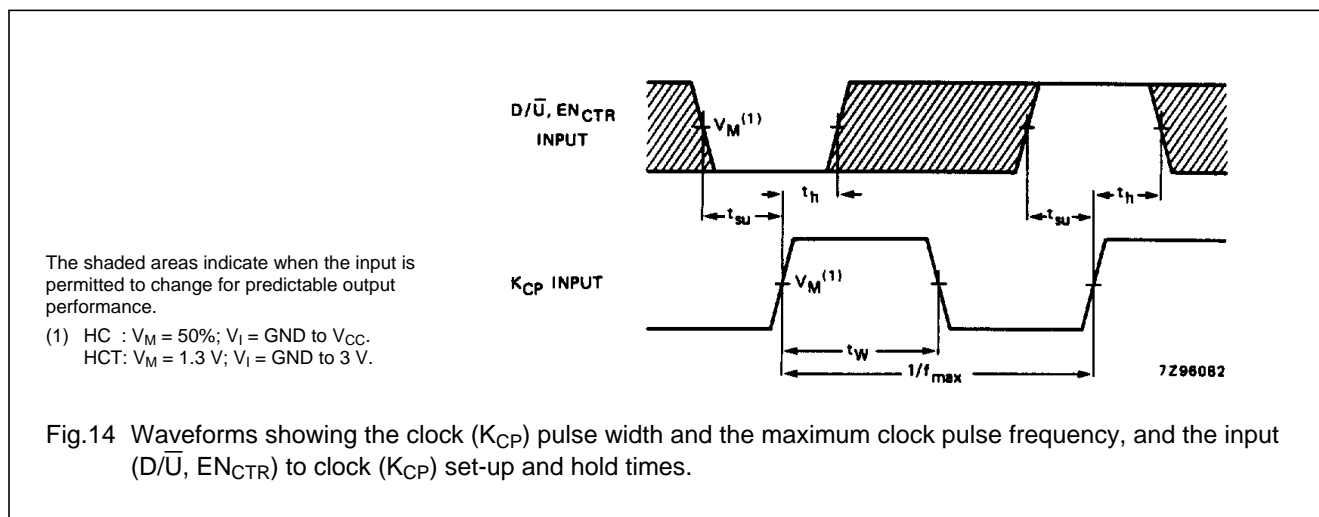 D/U̅, EN_CTR
INPUT
V_M^(1)
t_h
t_h
t_su
t_su
The shaded areas indicate when the input is
permitted to change for predictable output
performance.
(1) HC : V_M = 50%; V_I = GND to V_CC.
HCT: V_M = 1.3 V; V_I = GND to 3 V.
K_CP INPUT
V_M^(1)
t_W
1/f_max
7Z96082
Fig.14 Waveforms showing the clock (K_CP) pulse width and the maximum clock pulse frequency, and the input
(D/U̅, EN_CTR) to clock (K_CP) set-up and hold times.